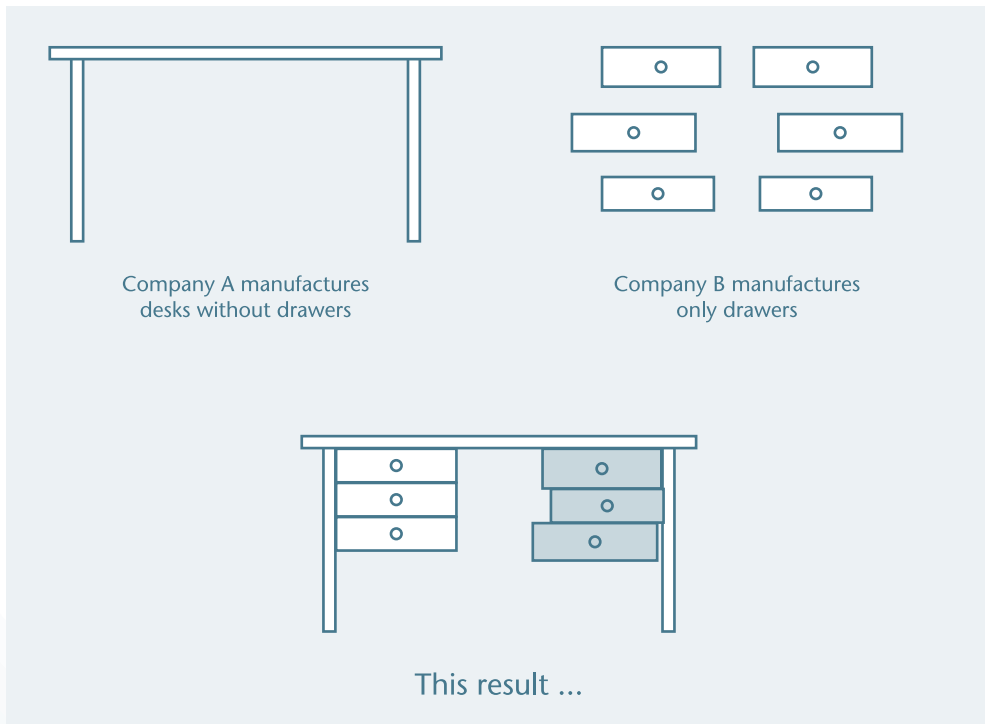 Company A manufactures
desks without drawers
Company B manufactures
only drawers
This result ...